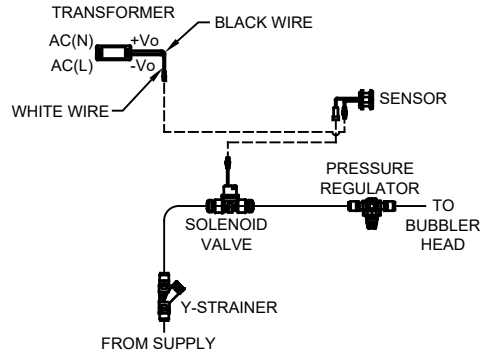 TRANSFORMER
BLACK WIRE
AC(N) +Vo
AC(L) -Vo
WHITE WIRE
SENSOR
PRESSURE
REGULATOR
TO
BUBBLER
HEAD
SOLENOID
VALVE
Y-STRAINER
FROM SUPPLY